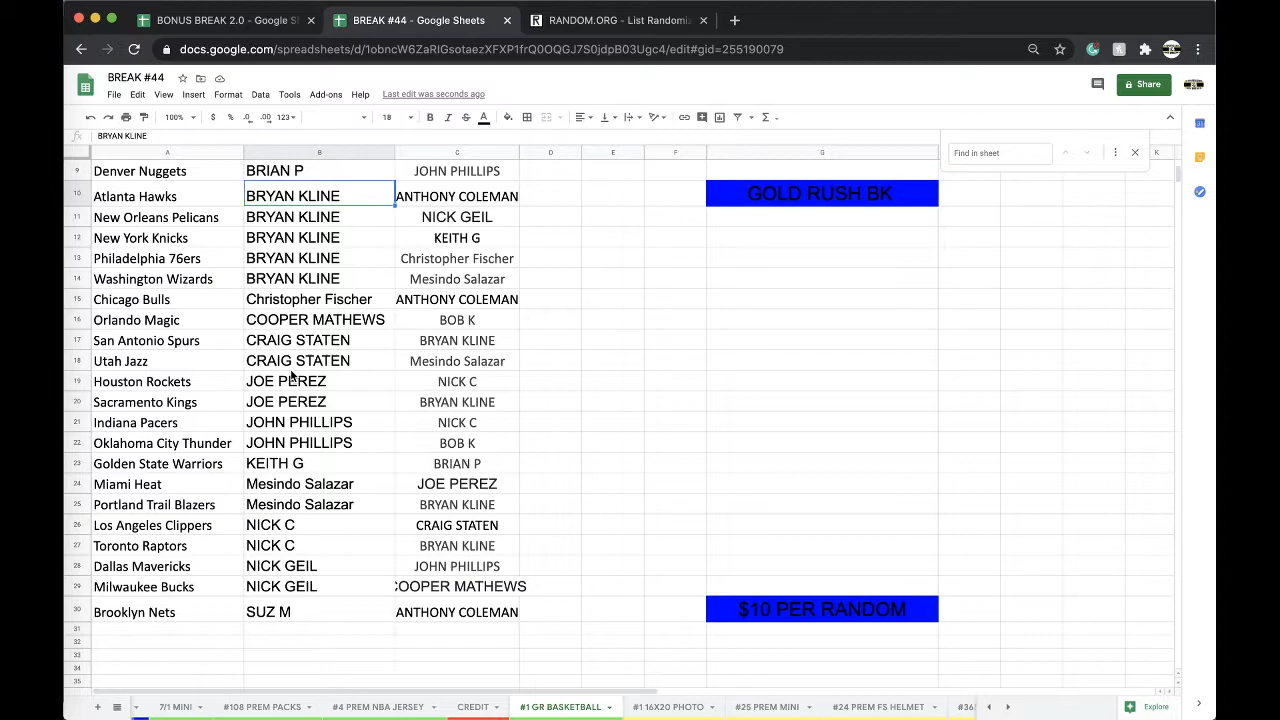 BONUS BREAK 2.0 - Google S
BREAK #44 - Google Sheets
RANDOM.ORG - List Randomiz
docs.google.com/spreadsheets/d/1obncW6ZaRIGsotaezXFXP1frQ0OQGJ7S0jdpB03Ugc4/edit#gid=255190079
BREAK #44
File Edit View Insert Format Data Tools Add-ons Help Last edit was seconds ago
Share
100% $ % .0 .00 123 18 B I S A
fx BRYAN KLINE
Find in sheet
A B C D E F G K
9 Denver Nuggets BRIAN P JOHN PHILLIPS
10 Atlanta Hawks BRYAN KLINE ANTHONY COLEMAN GOLD RUSH BK
11 New Orleans Pelicans BRYAN KLINE NICK GEIL
12 New York Knicks BRYAN KLINE KEITH G
13 Philadelphia 76ers BRYAN KLINE Christopher Fischer
14 Washington Wizards BRYAN KLINE Mesindo Salazar
15 Chicago Bulls Christopher Fischer ANTHONY COLEMAN
16 Orlando Magic COOPER MATHEWS BOB K
17 San Antonio Spurs CRAIG STATEN BRYAN KLINE
18 Utah Jazz CRAIG STATEN Mesindo Salazar
19 Houston Rockets JOE PEREZ NICK C
20 Sacramento Kings JOE PEREZ BRYAN KLINE
21 Indiana Pacers JOHN PHILLIPS NICK C
22 Oklahoma City Thunder JOHN PHILLIPS BOB K
23 Golden State Warriors KEITH G BRIAN P
24 Miami Heat Mesindo Salazar JOE PEREZ
25 Portland Trail Blazers Mesindo Salazar BRYAN KLINE
26 Los Angeles Clippers NICK C CRAIG STATEN
27 Toronto Raptors NICK C BRYAN KLINE
28 Dallas Mavericks NICK GEIL JOHN PHILLIPS
29 Milwaukee Bucks NICK GEIL COOPER MATHEWS
30 Brooklyn Nets SUZ M ANTHONY COLEMAN $10 PER RANDOM
31
32
33
34
35
7/1 MINI #108 PREM PACKS #4 PREM NBA JERSEY CREDIT #1 GR BASKETBALL #1 16X20 PHOTO #25 PREM MINI #24 PREM FS HELMET #36 Explore